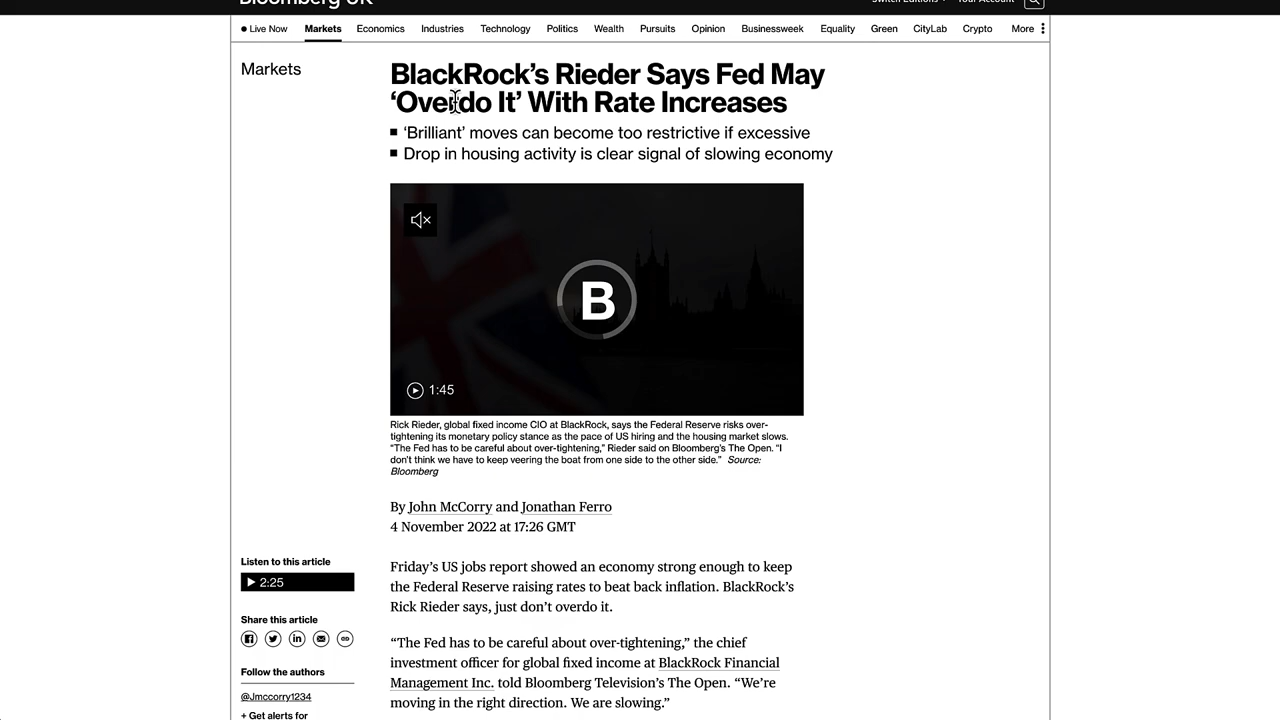 Bloomberg UK
Switch Editions
Your Account
Live Now
Markets
Economics
Industries
Technology
Politics
Wealth
Pursuits
Opinion
Businessweek
Equality
Green
CityLab
Crypto
More
Markets
BlackRock’s Rieder Says Fed May
‘Overdo It’ With Rate Increases
‘Brilliant’ moves can become too restrictive if excessive
Drop in housing activity is clear signal of slowing economy
B
1:45
Rick Rieder, global fixed income CIO at BlackRock, says the Federal Reserve risks over-
tightening its monetary policy stance as the pace of US hiring and the housing market slows.
“The Fed has to be careful about over-tightening,” Rieder said on Bloomberg’s The Open. “I
don’t think we have to keep veering the boat from one side to the other side.” Source:
Bloomberg
By John McCorry and Jonathan Ferro
4 November 2022 at 17:26 GMT
Listen to this article
2:25
Share this article
Follow the authors
@Jmccorry1234
+ Get alerts for
Friday’s US jobs report showed an economy strong enough to keep
the Federal Reserve raising rates to beat back inflation. BlackRock’s
Rick Rieder says, just don’t overdo it.
“The Fed has to be careful about over-tightening,” the chief
investment officer for global fixed income at BlackRock Financial
Management Inc. told Bloomberg Television’s The Open. “We’re
moving in the right direction. We are slowing.”